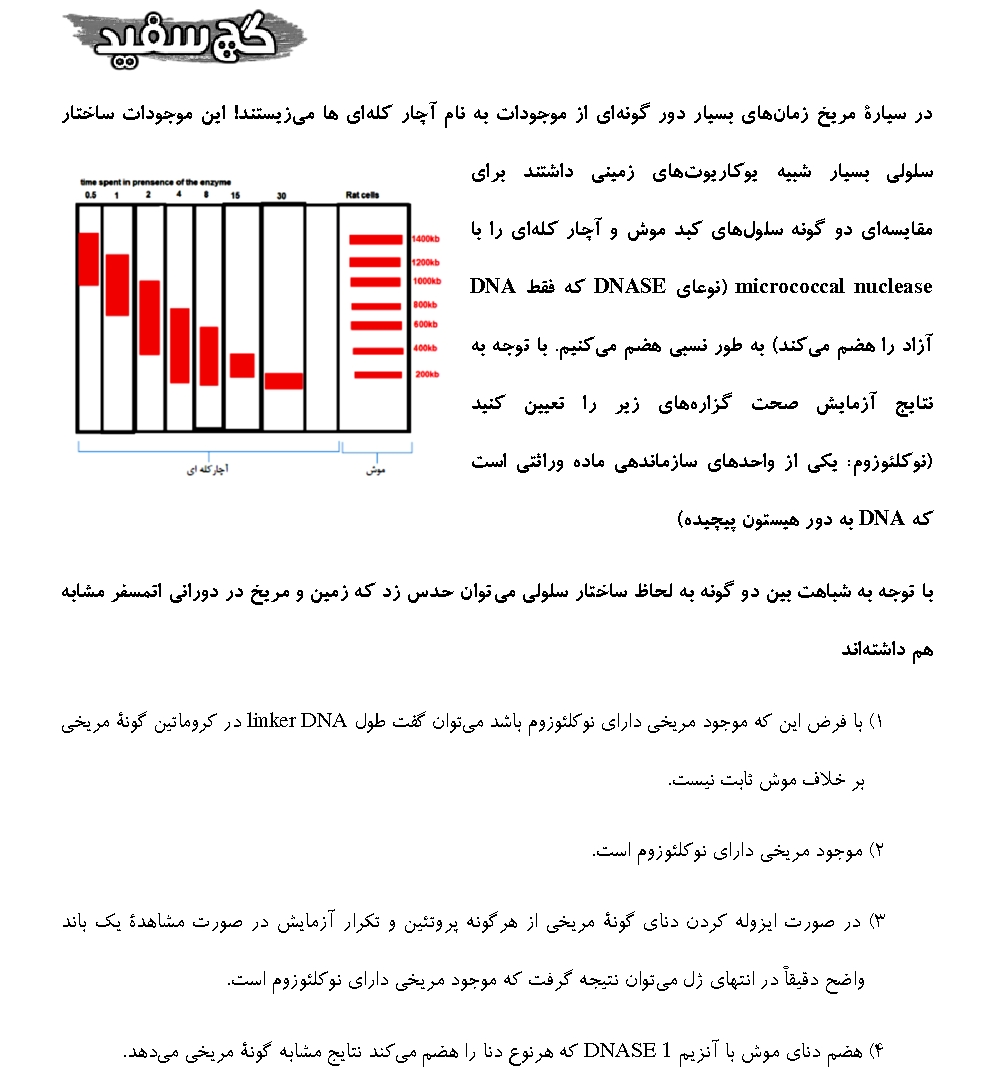 گچ سفید
در سیارهٔ مریخ زمان‌های بسیار دور گونه‌ای از موجودات به نام آچار کله‌ای ها می‌زیستند! این موجودات ساختار
سلولی بسیار شبیه یوکاریوت‌های زمینی داشتند برای
مقایسه‌ای دو گونه سلول‌های کبد موش و آچار کله‌ای را با
micrococcal nuclease (نوعای DNASE که فقط DNA
آزاد را هضم می‌کند) به طور نسبی هضم می‌کنیم. با توجه به
نتایج آزمایش صحت گزاره‌های زیر را تعیین کنید
(نوکلئوزوم: یکی از واحدهای سازماندهی ماده وراثتی است
که DNA به دور هیستون پیچیده)
time spent in prensence of the enzyme
0.5 1 2 4 8 15 30 Rat cells
1400kb
1200kb
1000kb
800kb
600kb
400kb
200kb
آچارکله ای
موش
با توجه به شباهت بین دو گونه به لحاظ ساختار سلولی می‌توان حدس زد که زمین و مریخ در دورانی اتمسفر مشابه
هم داشته‌اند
۱) با فرض این که موجود مریخی دارای نوکلئوزوم باشد می‌توان گفت طول linker DNA در کروماتین گونهٔ مریخی
بر خلاف موش ثابت نیست.
۲) موجود مریخی دارای نوکلئوزوم است.
۳) در صورت ایزوله کردن دنای گونهٔ مریخی از هرگونه پروتئین و تکرار آزمایش در صورت مشاهدهٔ یک باند
واضح دقیقاً در انتهای ژل می‌توان نتیجه گرفت که موجود مریخی دارای نوکلئوزوم است.
۴) هضم دنای موش با آنزیم DNASE 1 که هرنوع دنا را هضم می‌کند نتایج مشابه گونهٔ مریخی می‌دهد.